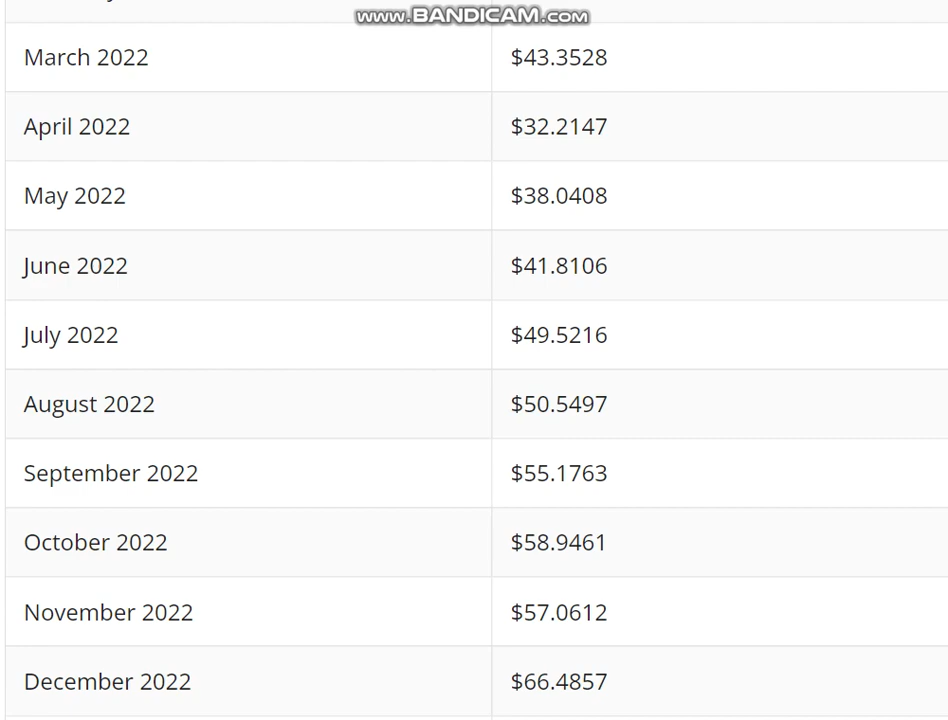 www.BANDICAM.com
March 2022 $43.3528
April 2022 $32.2147
May 2022 $38.0408
June 2022 $41.8106
July 2022 $49.5216
August 2022 $50.5497
September 2022 $55.1763
October 2022 $58.9461
November 2022 $57.0612
December 2022 $66.4857